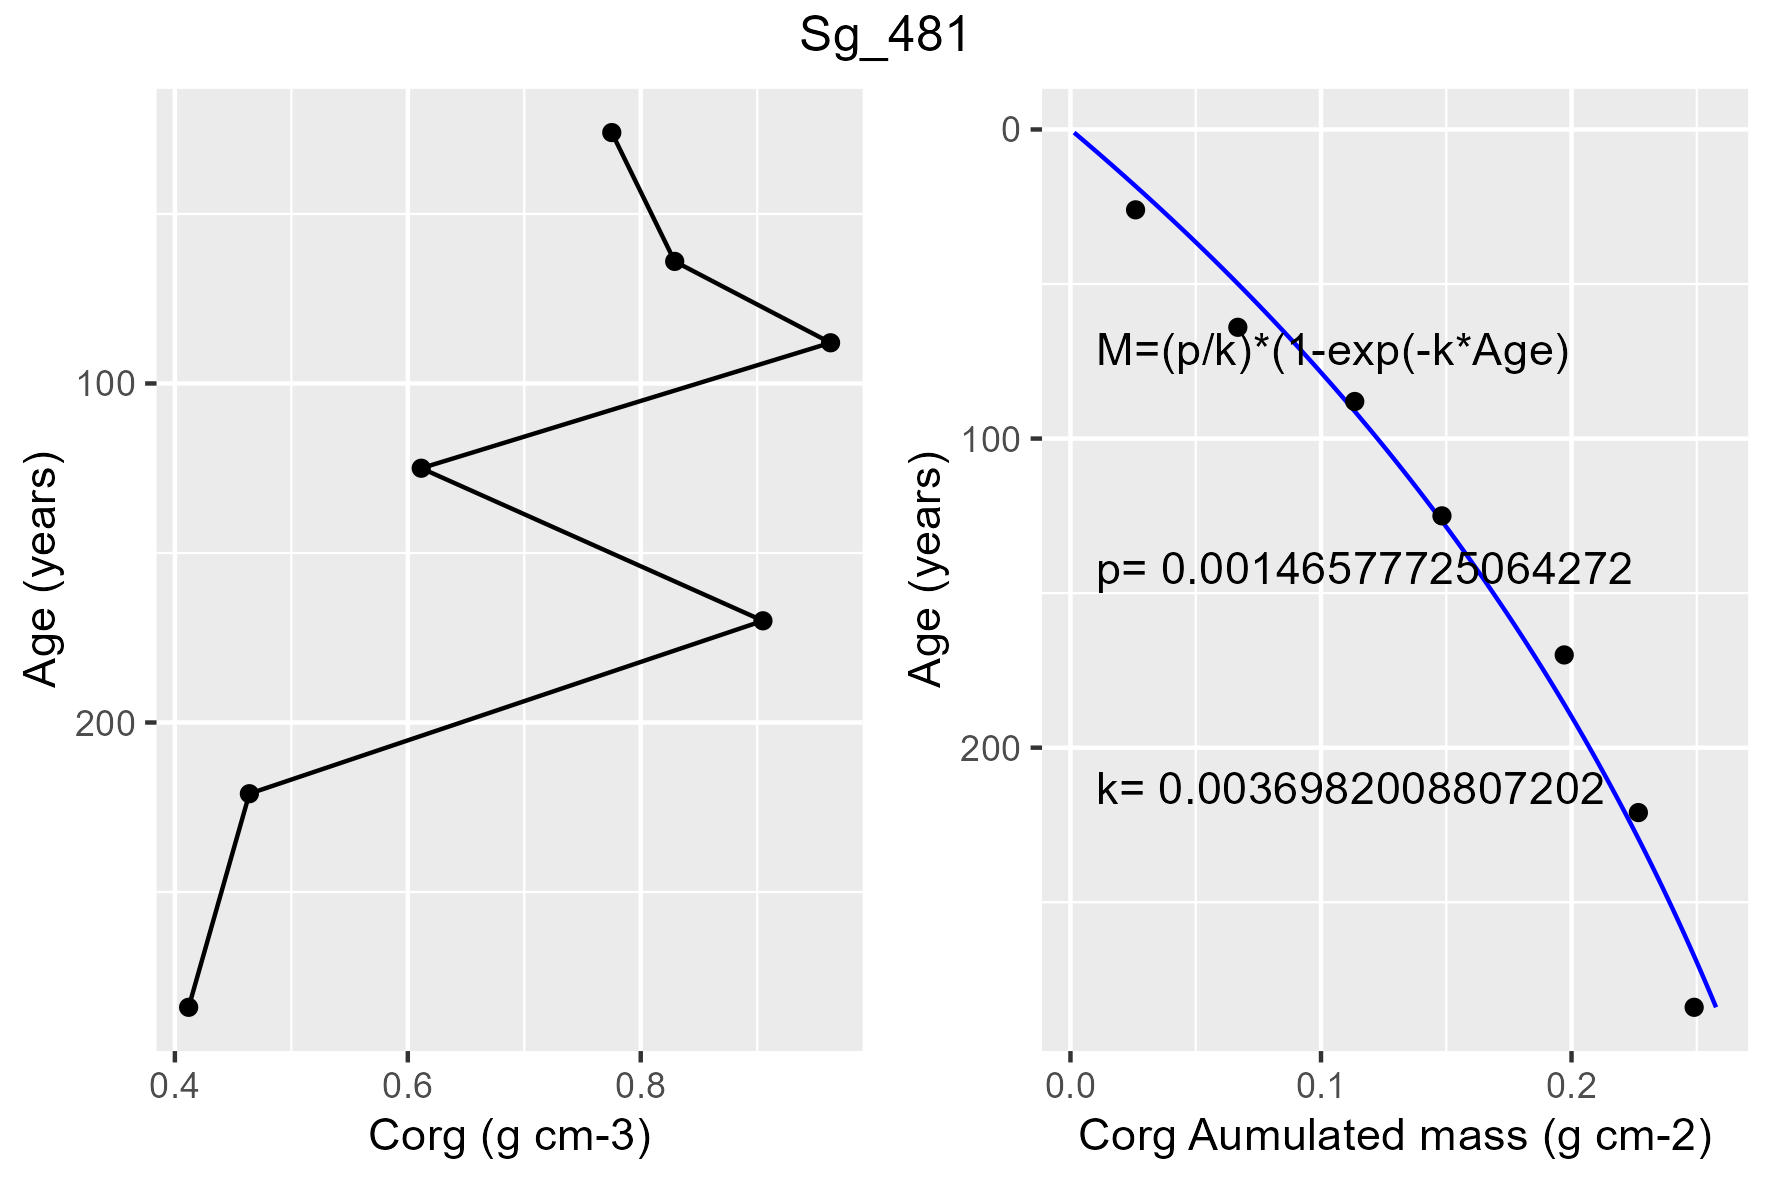 Sg_481
Age (years)
100
200
0.4
0.6
0.8
Corg (g cm-3)
Age (years)
0
100
200
M=(p/k)*(1-exp(-k*Age)
p= 0.00146577725064272
k= 0.0036982008807202
0.0
0.1
0.2
Corg Aumulated mass (g cm-2)